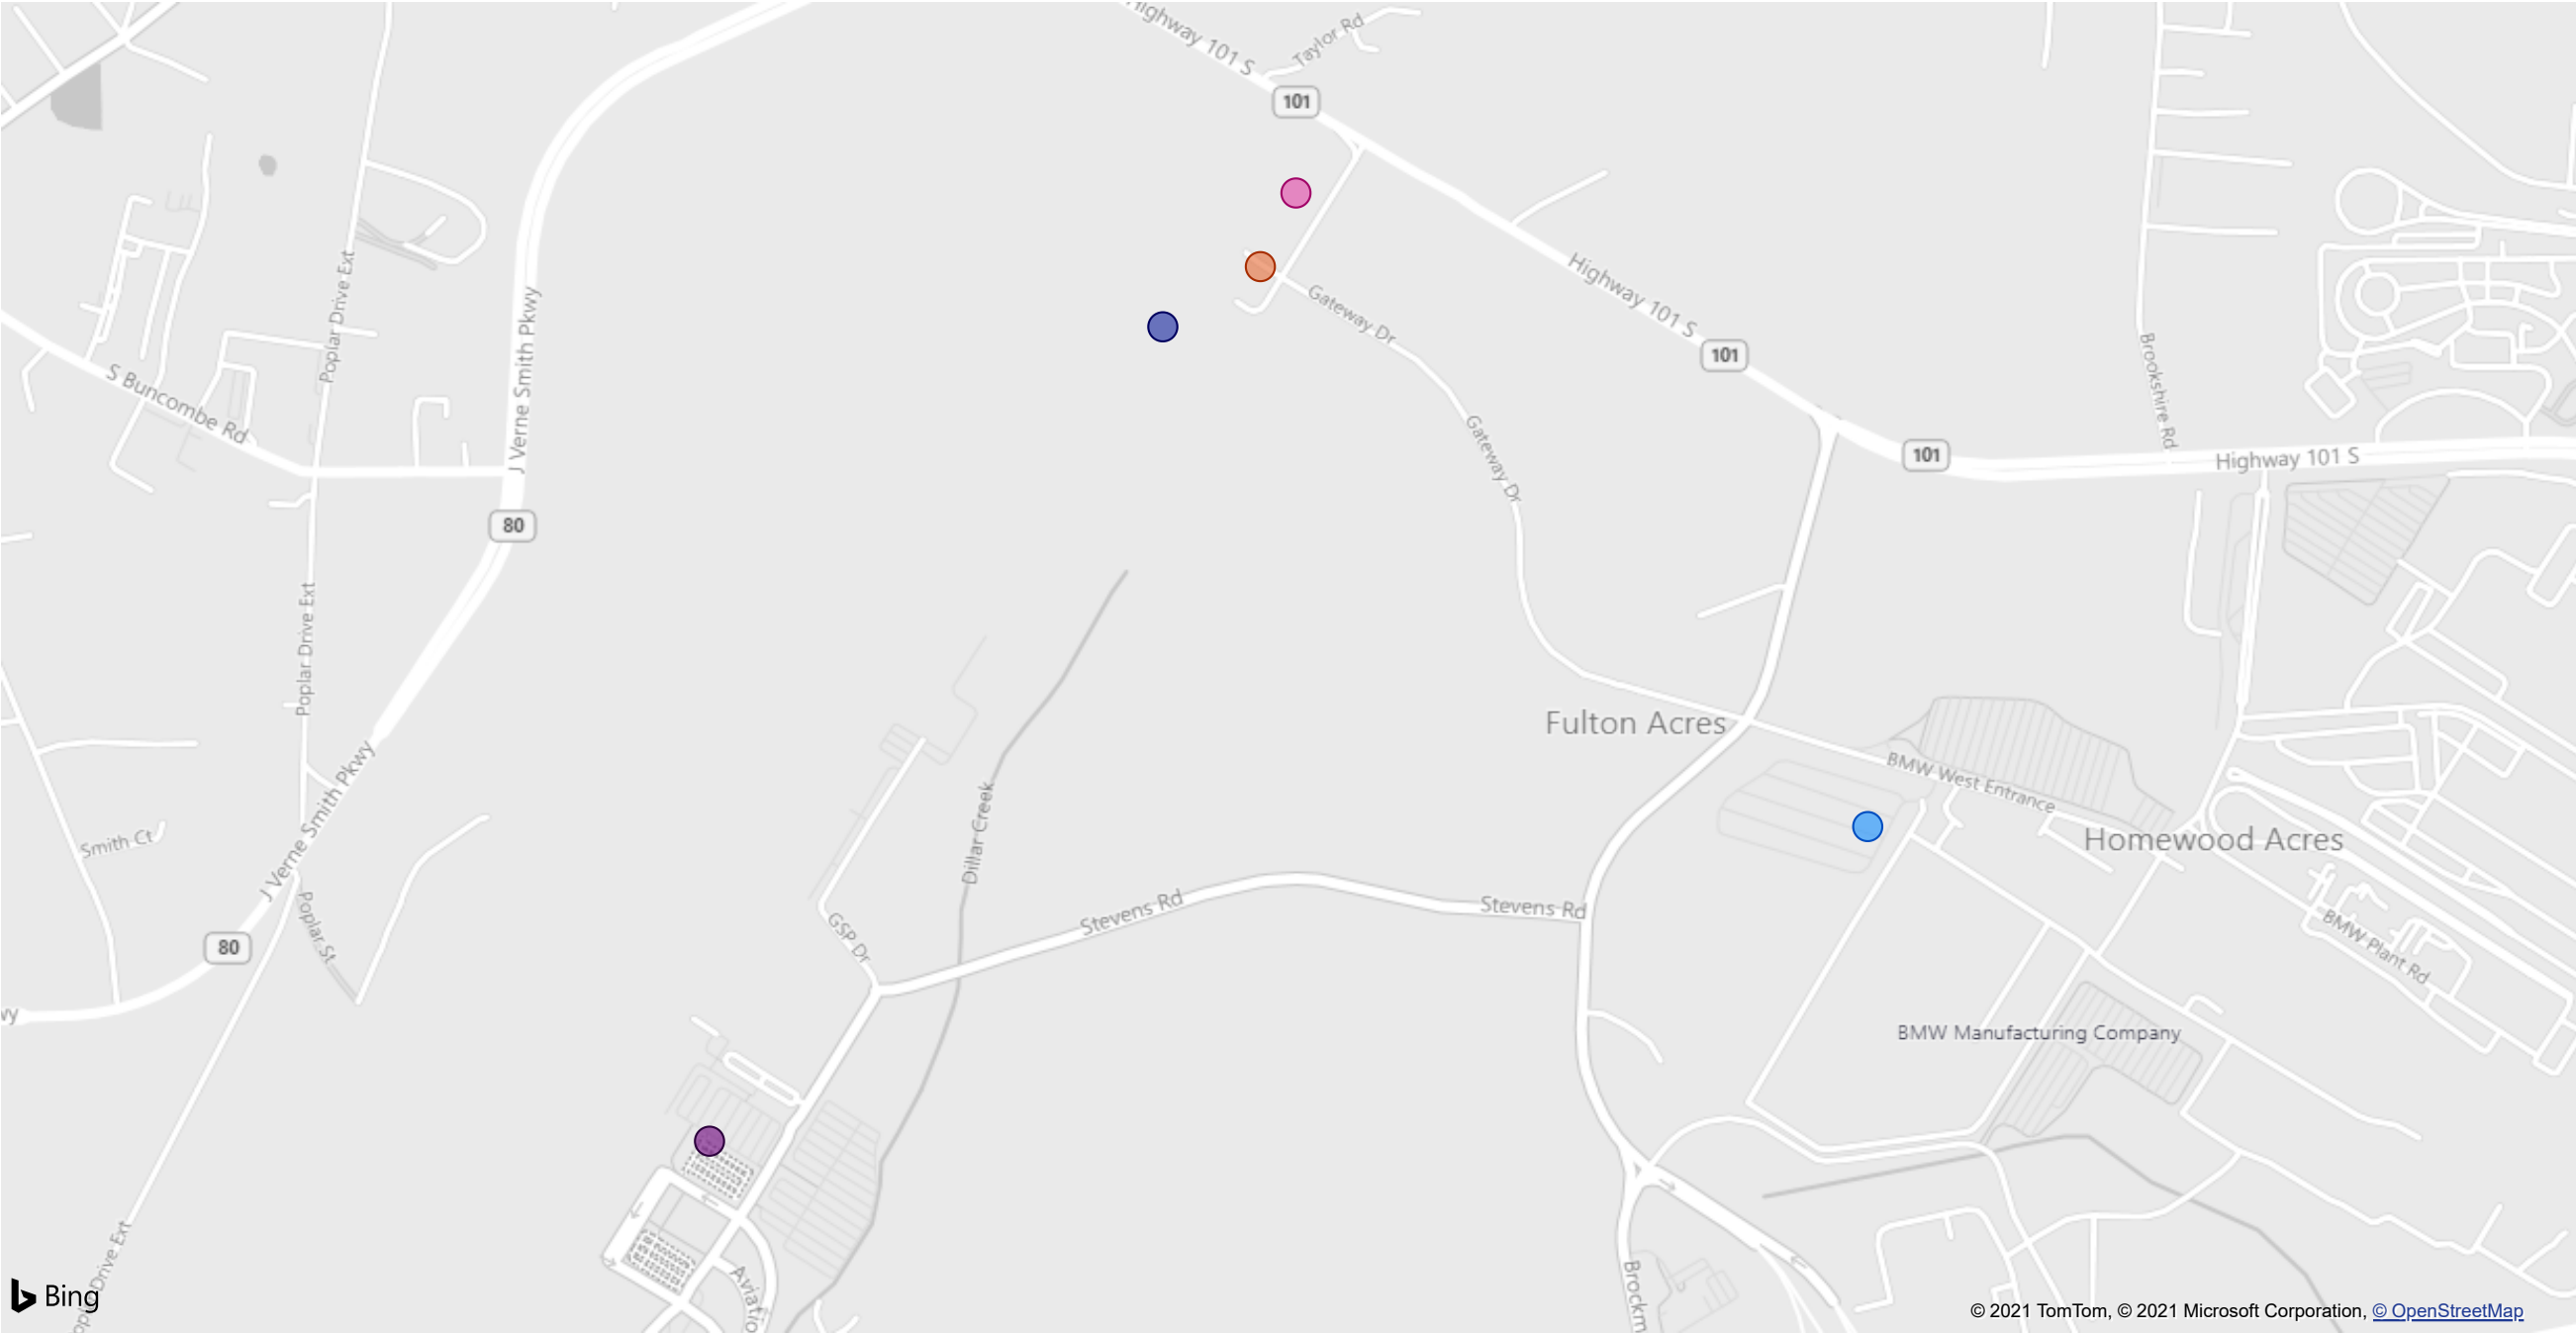 Highway 101 S
Taylor Rd
101
Poplar Drive Ext
J Verne Smith Pkwy
Gateway Dr
Highway 101 S
101
Brookshire Rd
S Buncombe Rd
Gateway Dr
101
Highway 101 S
80
Poplar Drive Ext
Fulton Acres
BMW West Entrance
J Verne Smith Pkwy
Smith Ct
Dillar Creek
Homewood Acres
Stevens Rd
Stevens Rd
Poplar St
GSP Dr
80
BMW Plant Rd
BMW Manufacturing Company
Drive Ext
Bing
© 2021 TomTom, © 2021 Microsoft Corporation, © OpenStreetMap